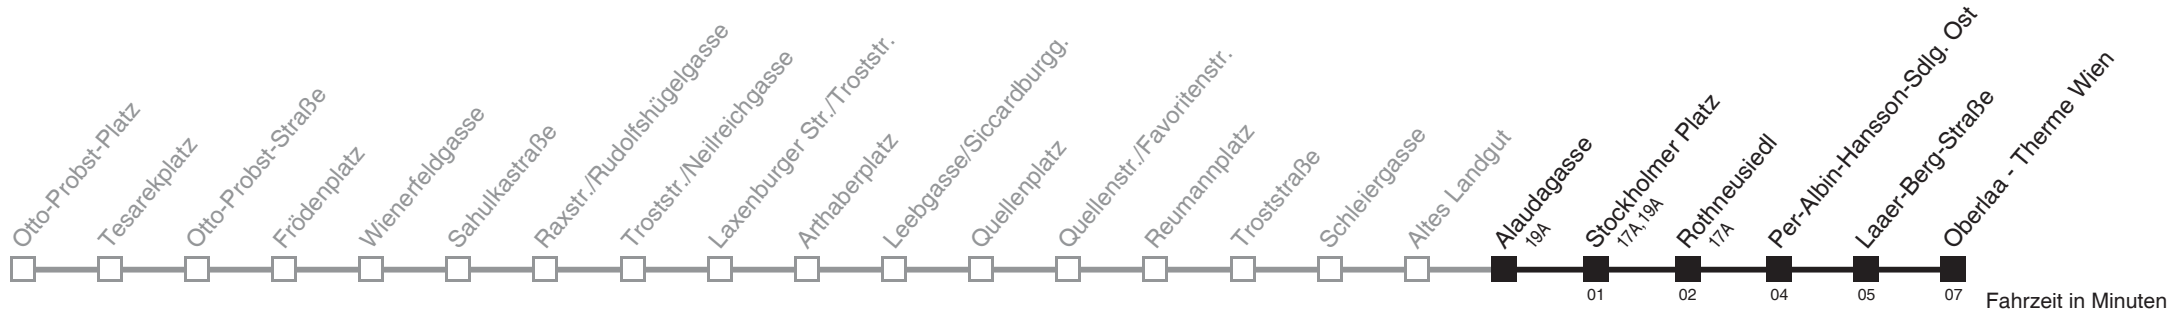 Otto-Probst-Platz
Tesarekplatz
Otto-Probst-Straße
Frödenplatz
Wienerfeldgasse
Sahulkastraße
Raxstr./Rudolfshügelgasse
Troststr./Neilreichgasse
Laxenburger Str./Troststr.
Arthaberplatz
Leebgasse/Siccardburgg.
Quellenplatz
Quellenstr./Favoritenstr.
Reumannplatz
Troststraße
Schleiergasse
Altes Landgut
Alaudagasse
19A
Stockholmer Platz
17A, 19A
Rothneusiedl
17A
Per-Albin-Hansson-Sdlg. Ost
Laaer-Berg-Straße
Oberlaa - Therme Wien
01
02
04
05
07
Fahrzeit in Minuten